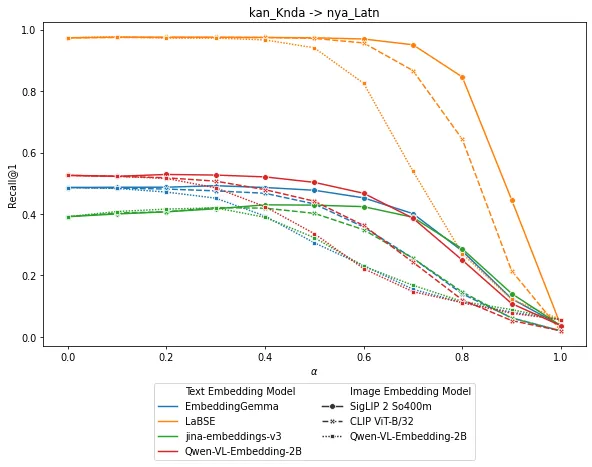 kan_Knda -> nya_Latn
1.0
0.8
0.6
0.4
0.2
0.0
Recall@1
0.0 0.2 0.4 0.6 0.8 1.0
α
Text Embedding Model
EmbeddingGemma
LaBSE
jina-embeddings-v3
Qwen-VL-Embedding-2B
Image Embedding Model
SigLIP 2 So400m
CLIP ViT-B/32
Qwen-VL-Embedding-2B